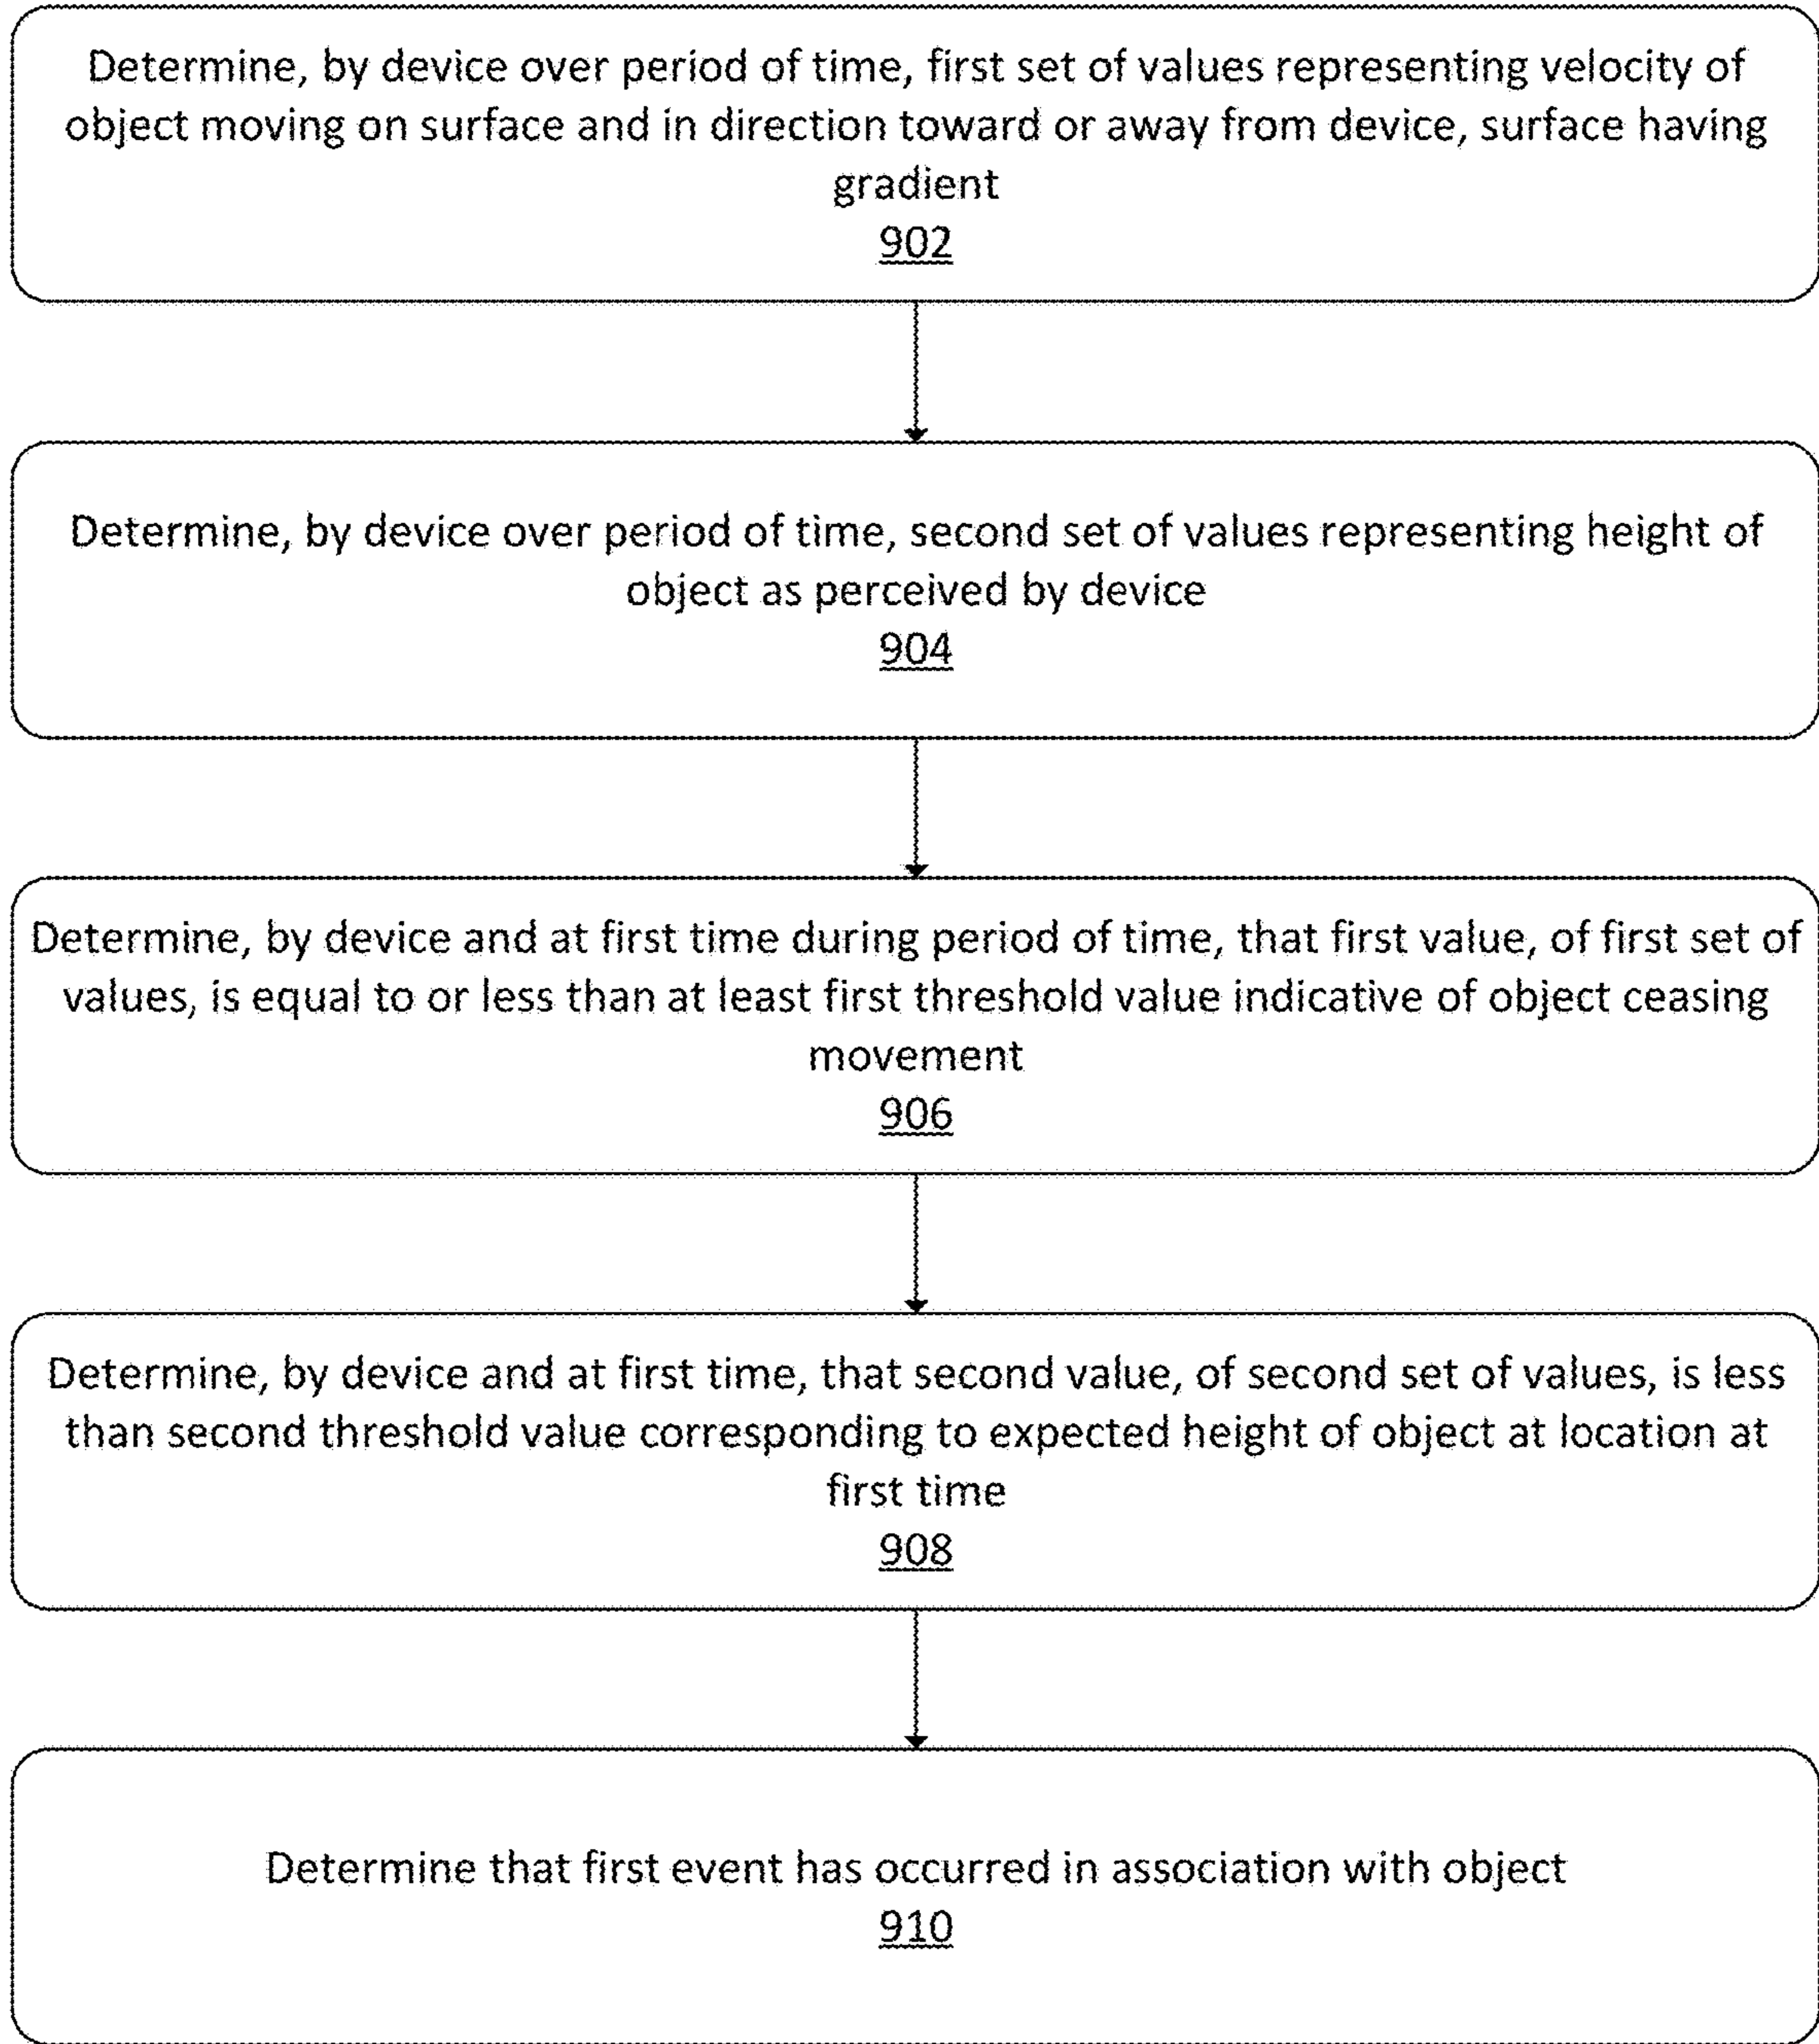 Determine, by device over period of time, first set of values representing velocity of
object moving on surface and in direction toward or away from device, surface having
gradient
902
Determine, by device over period of time, second set of values representing height of
object as perceived by device
904
Determine, by device and at first time during period of time, that first value, of first set of
values, is equal to or less than at least first threshold value indicative of object ceasing
movement
906
Determine, by device and at first time, that second value, of second set of values, is less
than second threshold value corresponding to expected height of object at location at
first time
908
Determine that first event has occurred in association with object
910